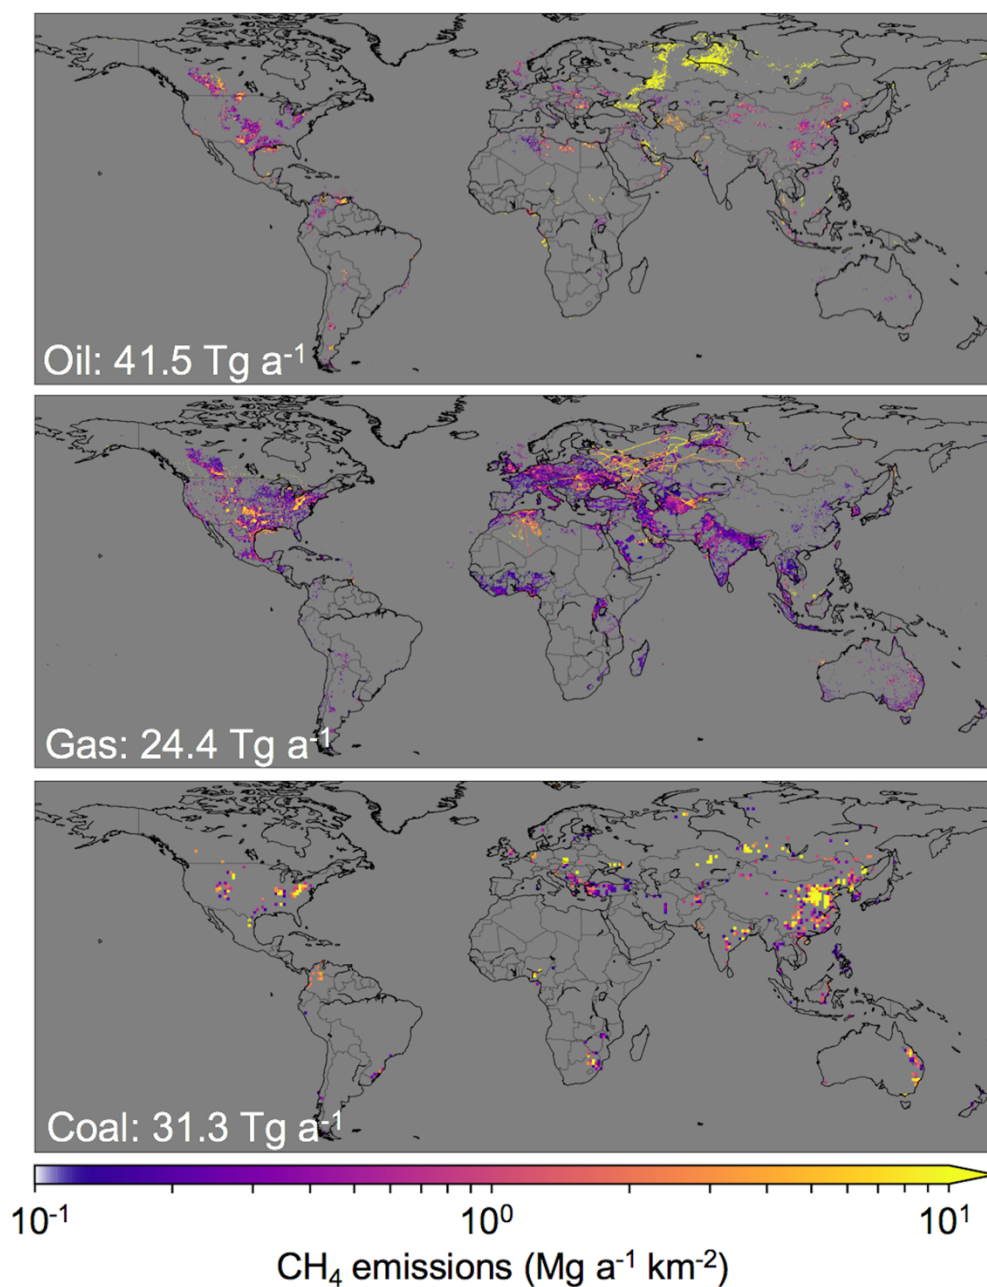 Oil: 41.5 Tg a⁻¹
Gas: 24.4 Tg a⁻¹
Coal: 31.3 Tg a⁻¹
10⁻¹ 10⁰ 10¹
CH₄ emissions (Mg a⁻¹ km⁻²)